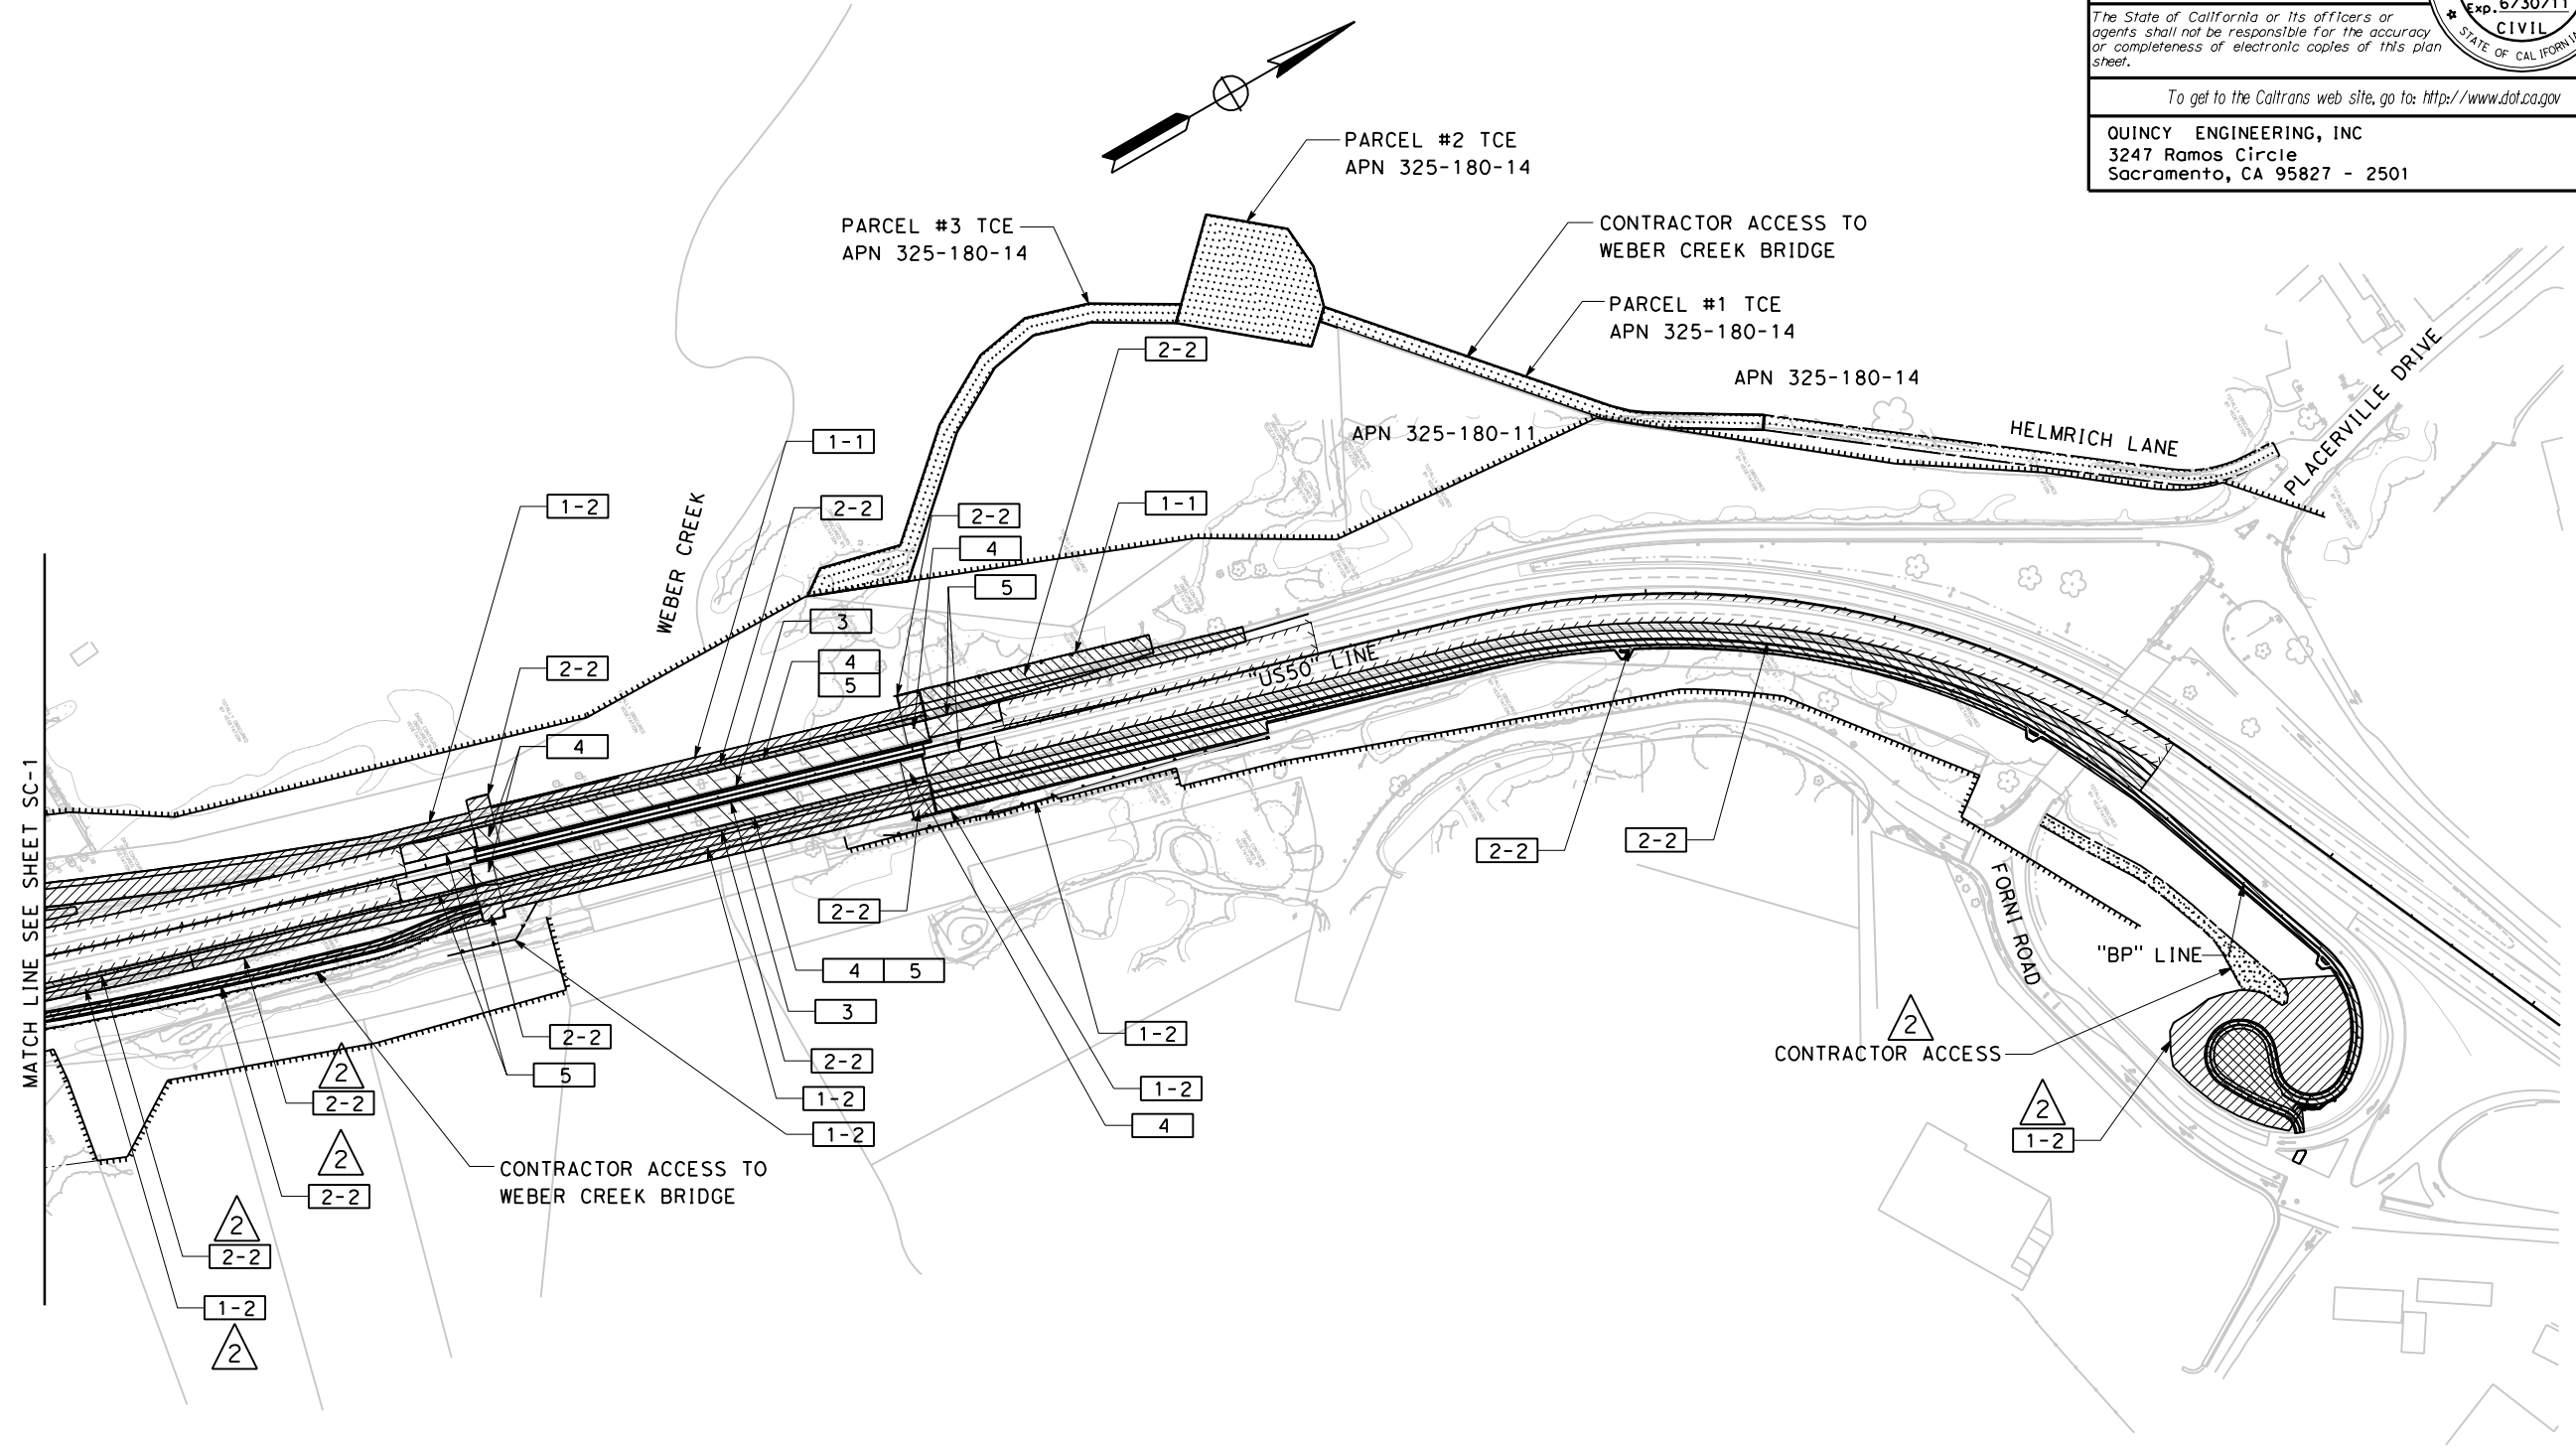 Exp. 6/30/11
CIVIL
STATE OF CALIFORNI
The State of California or its officers or
agents shall not be responsible for the accuracy
or completeness of electronic copies of this plan
sheet.
To get to the Caltrans web site, go to: http://www.dot.ca.gov
QUINCY ENGINEERING, INC
3247 Ramos Circle
Sacramento, CA 95827 - 2501
PARCEL #2 TCE
APN 325-180-14
PARCEL #3 TCE
APN 325-180-14
CONTRACTOR ACCESS TO
WEBER CREEK BRIDGE
PARCEL #1 TCE
APN 325-180-14
2-2
APN 325-180-14
PLACERVILLE DRIVE
APN 325-180-11
HELMRICH LANE
1-1
1-2
2-2
2-2
1-1
WEBER CREEK
4
5
3
2-2
4
5
"US50" LINE
4
MATCH LINE SEE SHEET SC-1
2-2
2-2
2-2
FORNI ROAD
"BP" LINE
4 5
3
2
CONTRACTOR ACCESS
2-2
1-2
2-2
5
2
2-2
1-2
1-2
2
1-2
4
1-2
2
2-2
CONTRACTOR ACCESS TO
WEBER CREEK BRIDGE
2
2-2
1-2
2